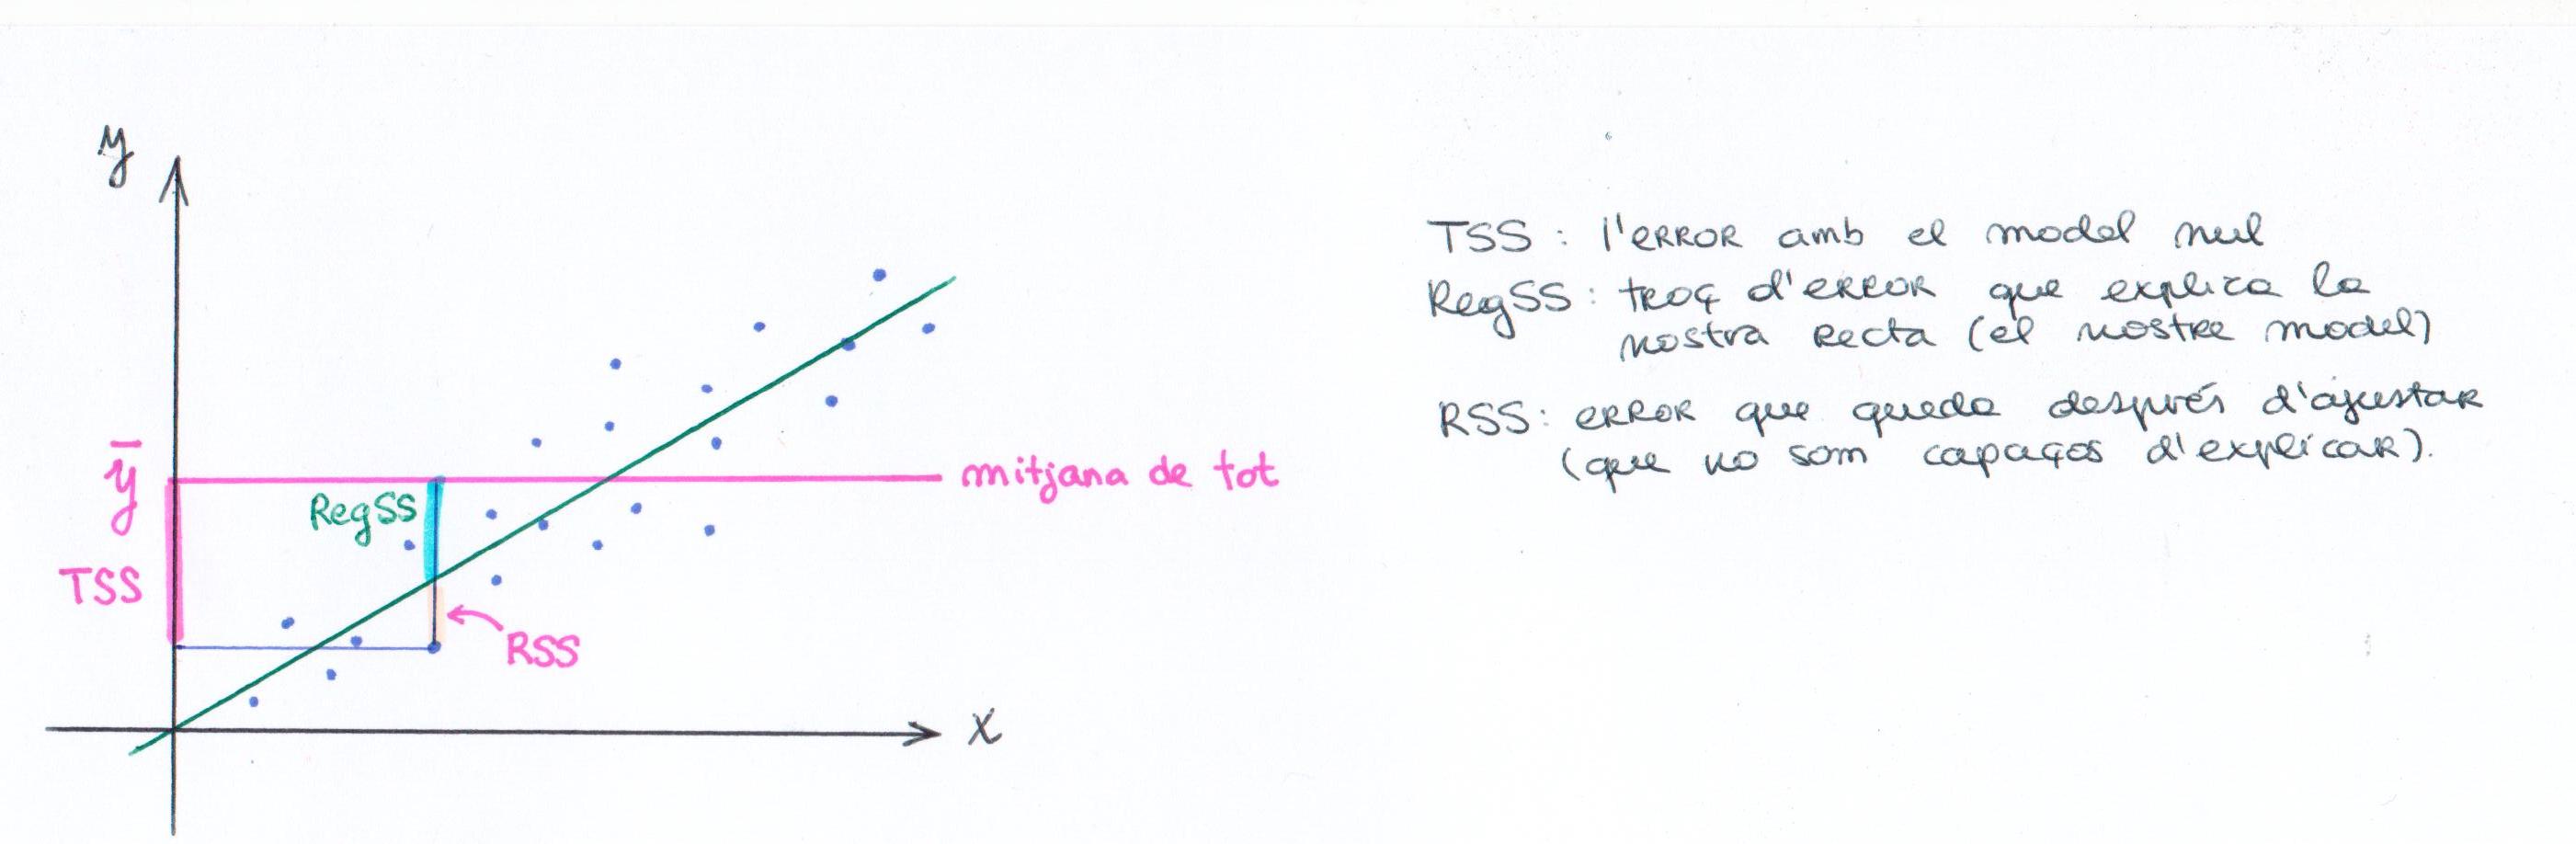 y
ȳ
mitjana de tot
RegSS
TSS
RSS
x
TSS: l'error amb el model nul
RegSS: troç d'error que explica la
nostra recta (el nostre model)
RSS: error que queda després d'ajustar
(que no som capaços d'explicar).